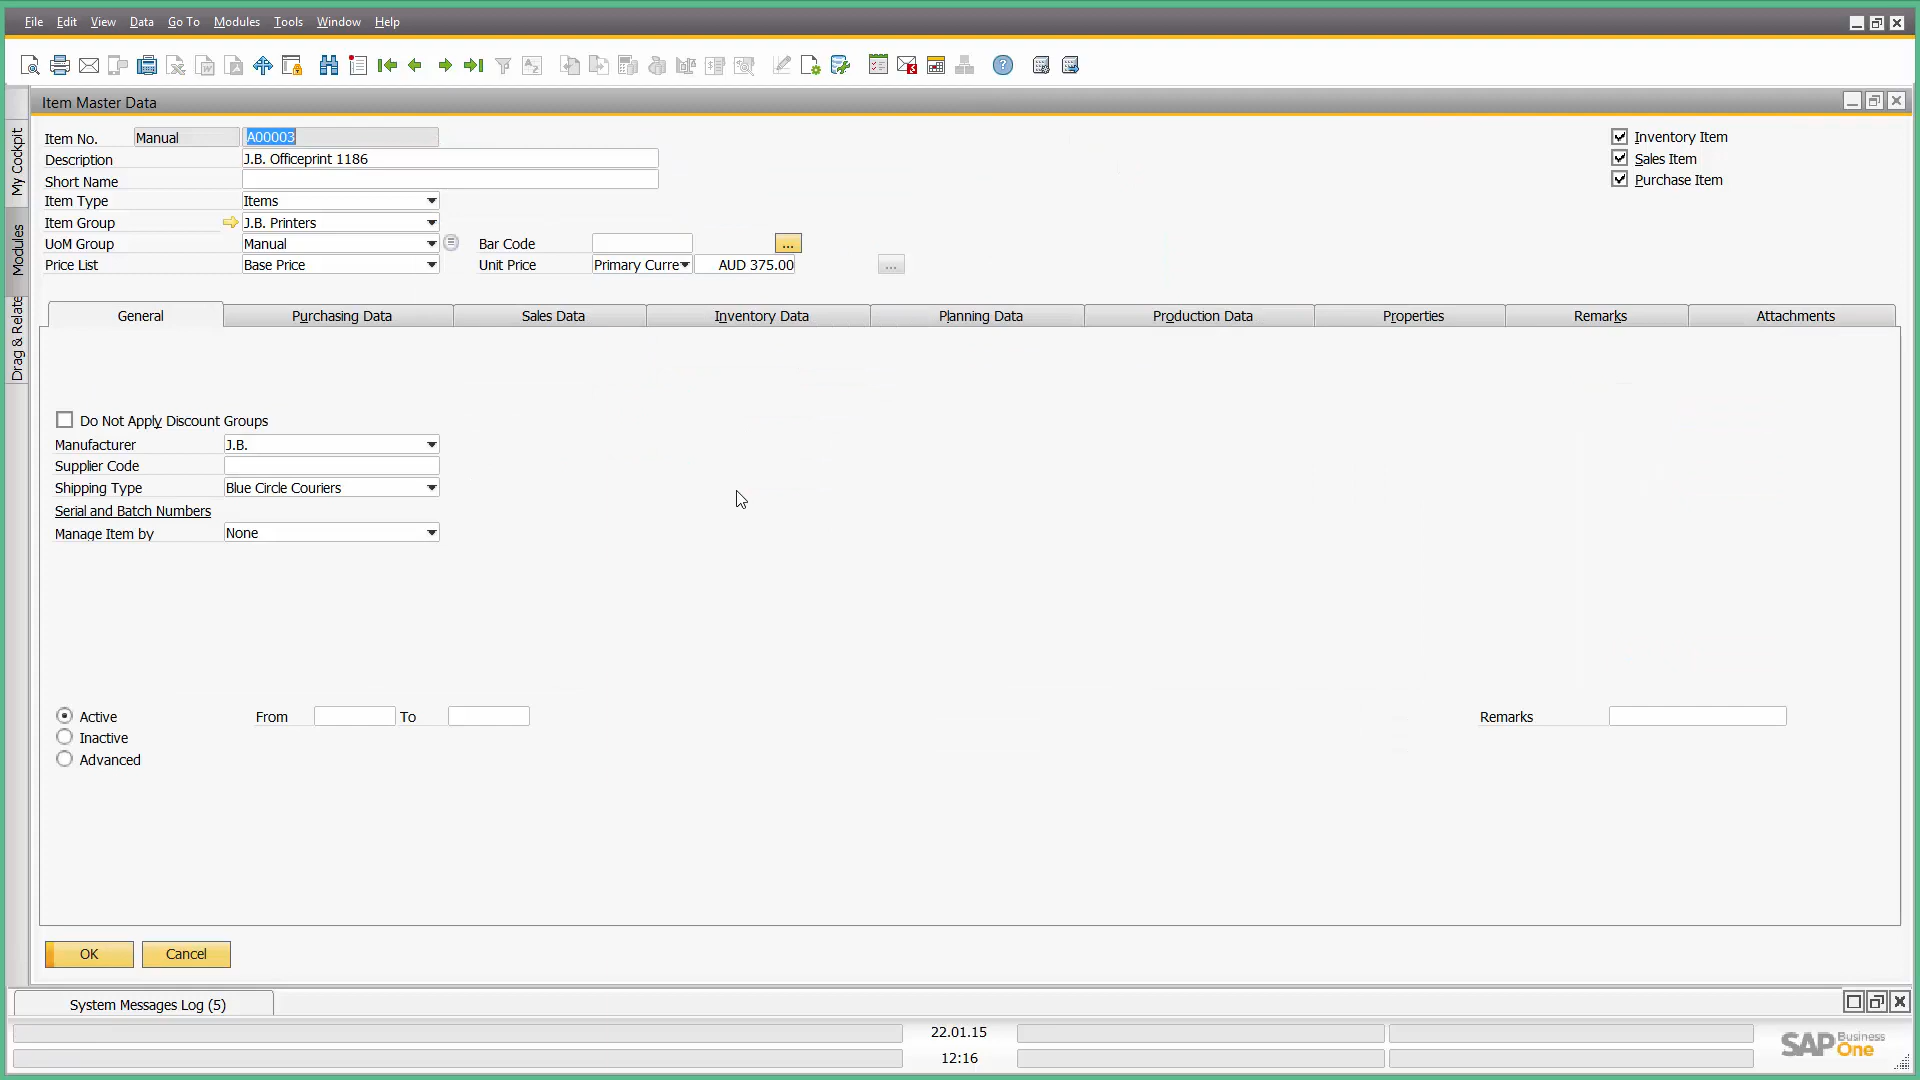 File Edit View Data Go To Modules Tools Window Help
Item Master Data
My Cockpit
Modules
Drag & Relate
Item No. Manual A00003
Inventory Item
Description J.B. Officeprint 1186
Sales Item
Short Name
Purchase Item
Item Type Items
Item Group J.B. Printers
UoM Group Manual Bar Code ...
Price List Base Price Unit Price Primary Curre AUD 375.00 ...
General Purchasing Data Sales Data Inventory Data Planning Data Production Data Properties Remarks Attachments
Do Not Apply Discount Groups
Manufacturer J.B.
Supplier Code
Shipping Type Blue Circle Couriers
Serial and Batch Numbers
Manage Item by None
Active From To Remarks
Inactive
Advanced
OK Cancel
System Messages Log (5)
22.01.15
12:16
SAP Business One